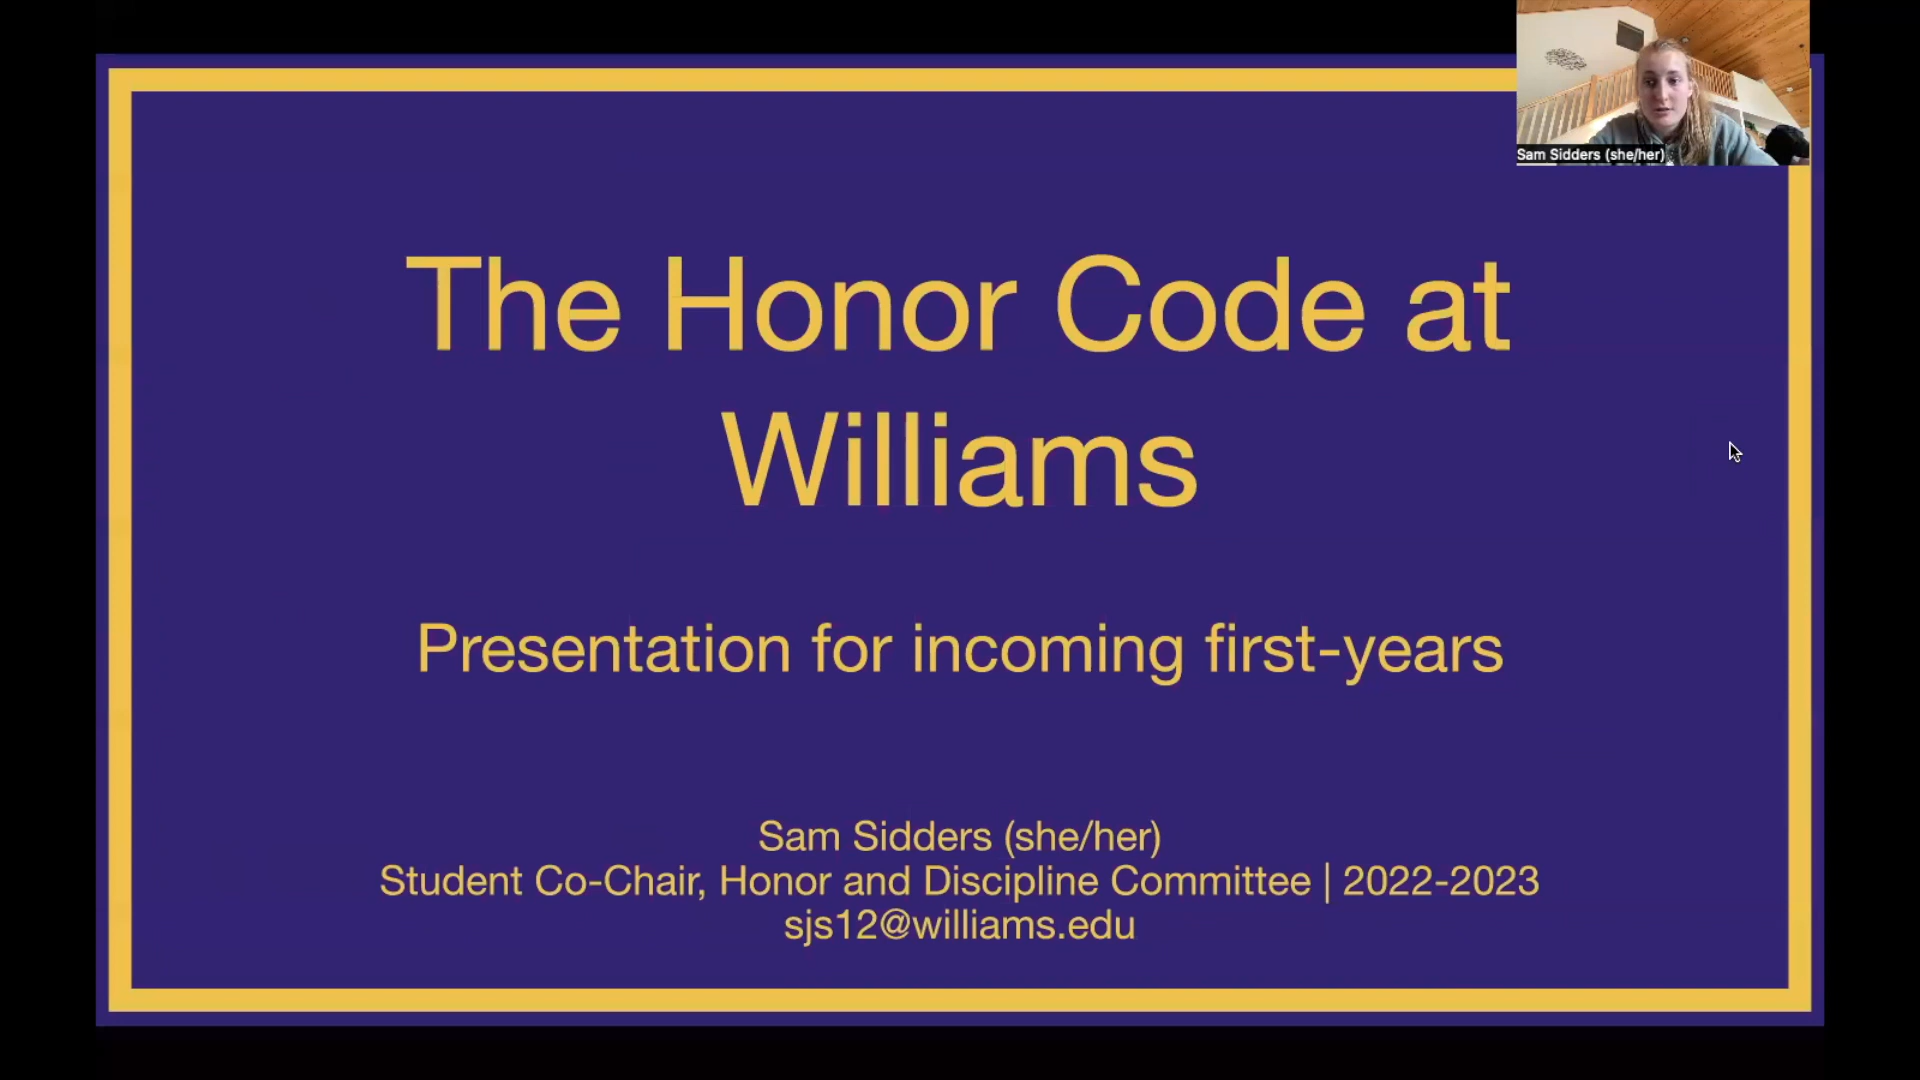 Sam Sidders (she/her)
The Honor Code at
Williams
Presentation for incoming first-years
Sam Sidders (she/her)
Student Co-Chair, Honor and Discipline Committee | 2022-2023
sjs12@williams.edu